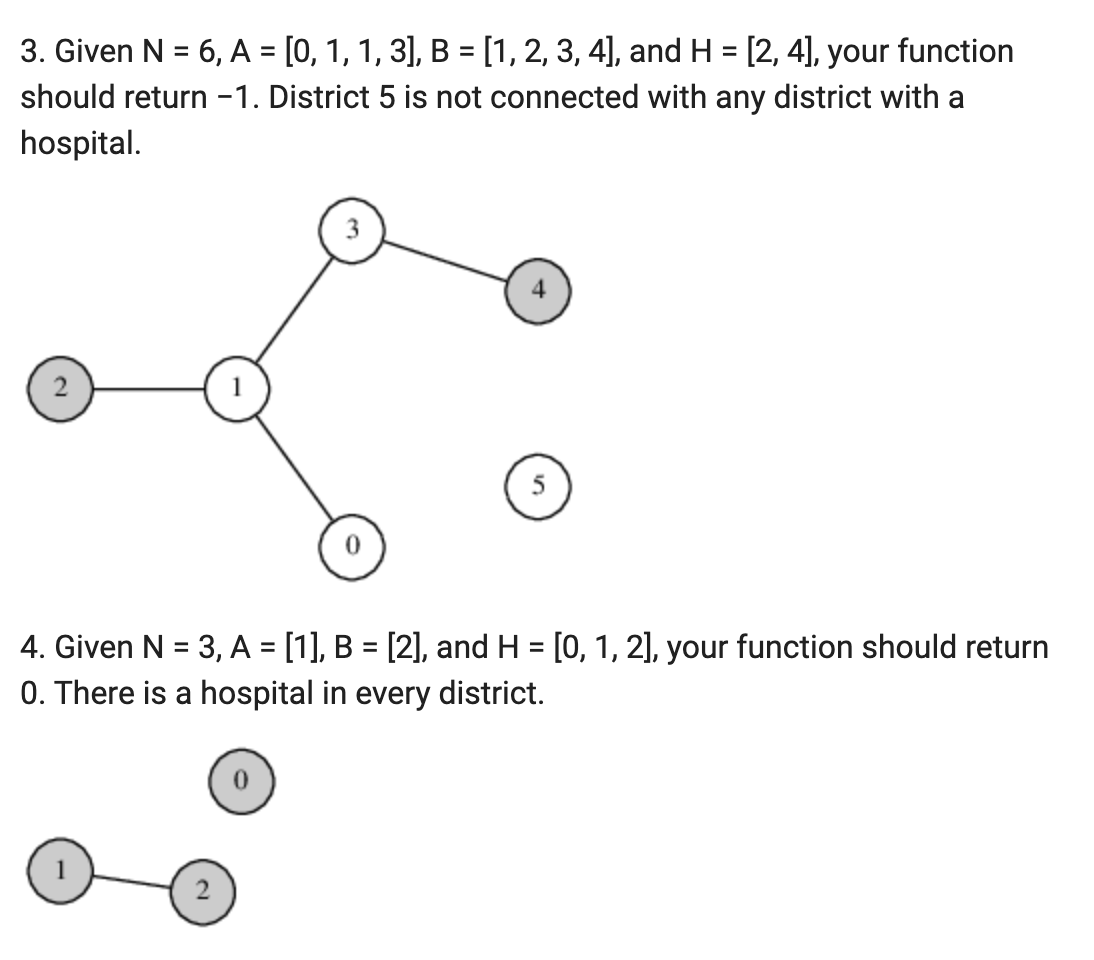 3. Given N = 6, A = [0, 1, 1, 3], B = [1, 2, 3, 4], and H = [2, 4], your function
should return −1. District 5 is not connected with any district with a
hospital.
3
4
2
1
5
0
4. Given N = 3, A = [1], B = [2], and H = [0, 1, 2], your function should return
0. There is a hospital in every district.
0
1
2